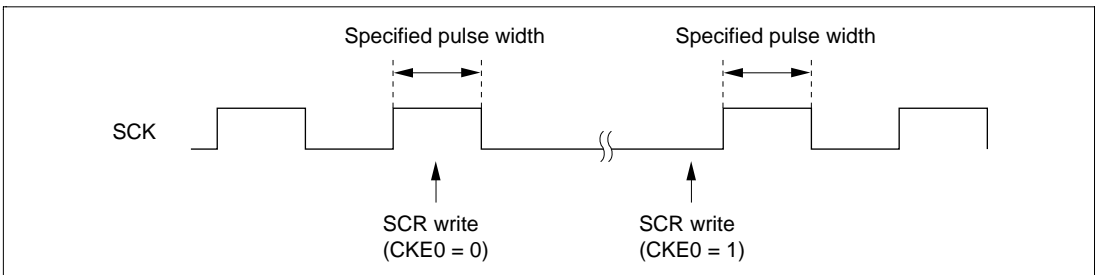 Specified pulse width
Specified pulse width
SCK
SCR write
(CKE0 = 0)
SCR write
(CKE0 = 1)